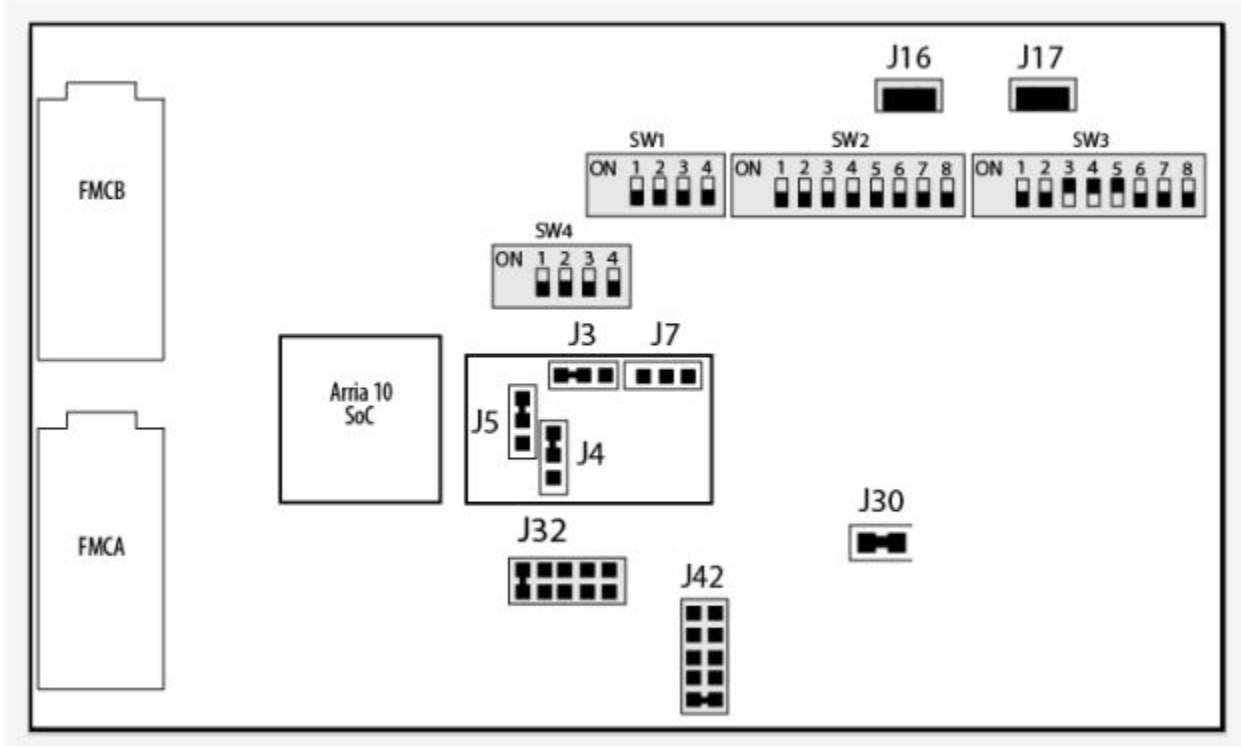 J16 J17
SW1 SW2 SW3
ON 1 2 3 4 ON 1 2 3 4 5 6 7 8 ON 1 2 3 4 5 6 7 8
FMCB
SW4
ON 1 2 3 4
J3 J7
Arria 10
SoC
J5
J4
J30
J32
FMCA
J42